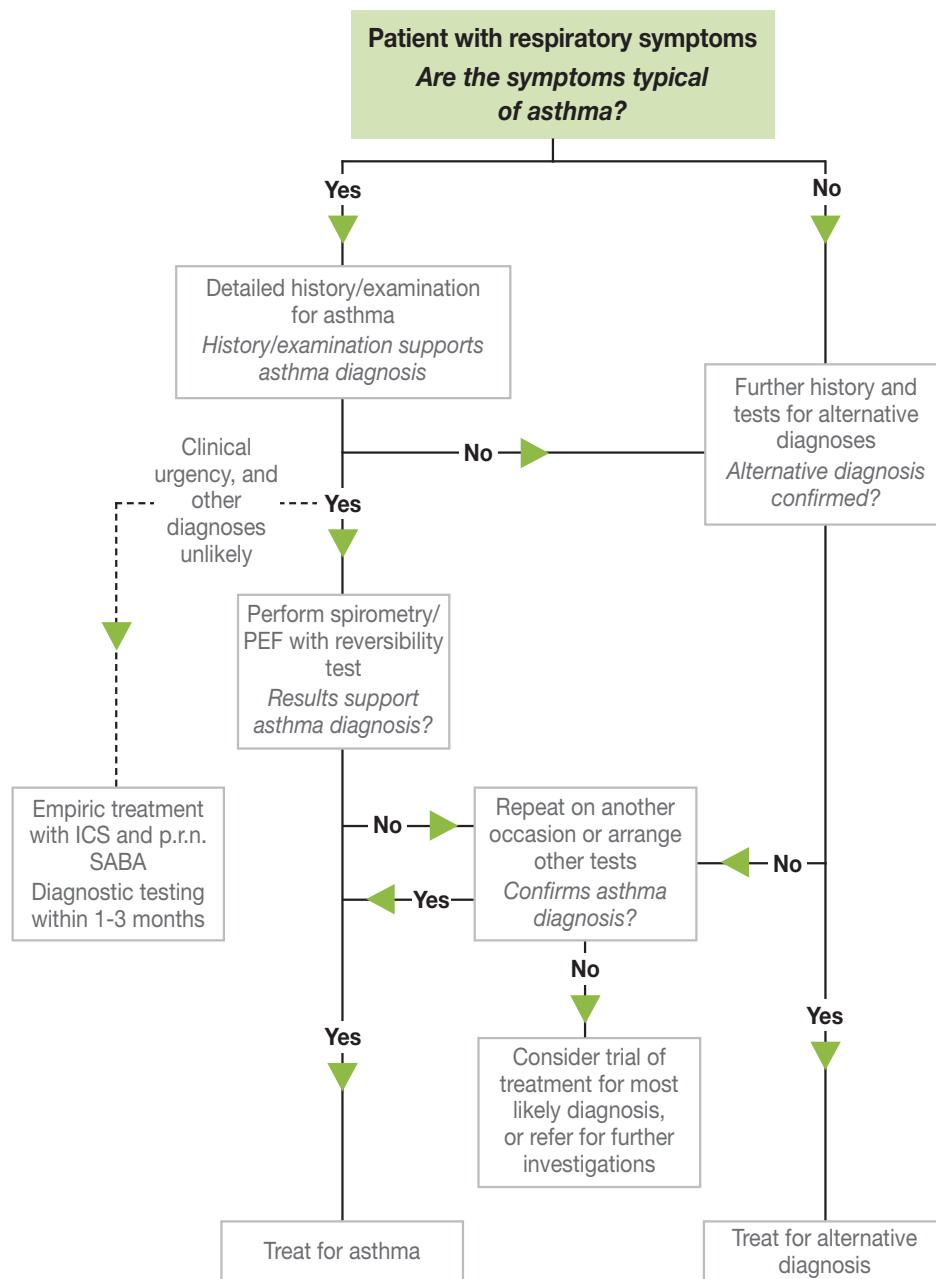 Patient with respiratory symptoms
Are the symptoms typical
of asthma?
Yes
No
Detailed history/examination
for asthma
History/examination supports
asthma diagnosis
Further history and
tests for alternative
diagnoses
Alternative diagnosis
confirmed?
No
Clinical
urgency, and
other
diagnoses
unlikely
Yes
Perform spirometry/
PEF with reversibility
test
Results support
asthma diagnosis?
Empiric treatment
with ICS and p.r.n.
SABA
Diagnostic testing
within 1-3 months
No
Repeat on another
occasion or arrange
other tests
Confirms asthma
diagnosis?
No
Yes
No
Yes
Yes
Consider trial of
treatment for most
likely diagnosis,
or refer for further
investigations
Treat for asthma
Treat for alternative
diagnosis